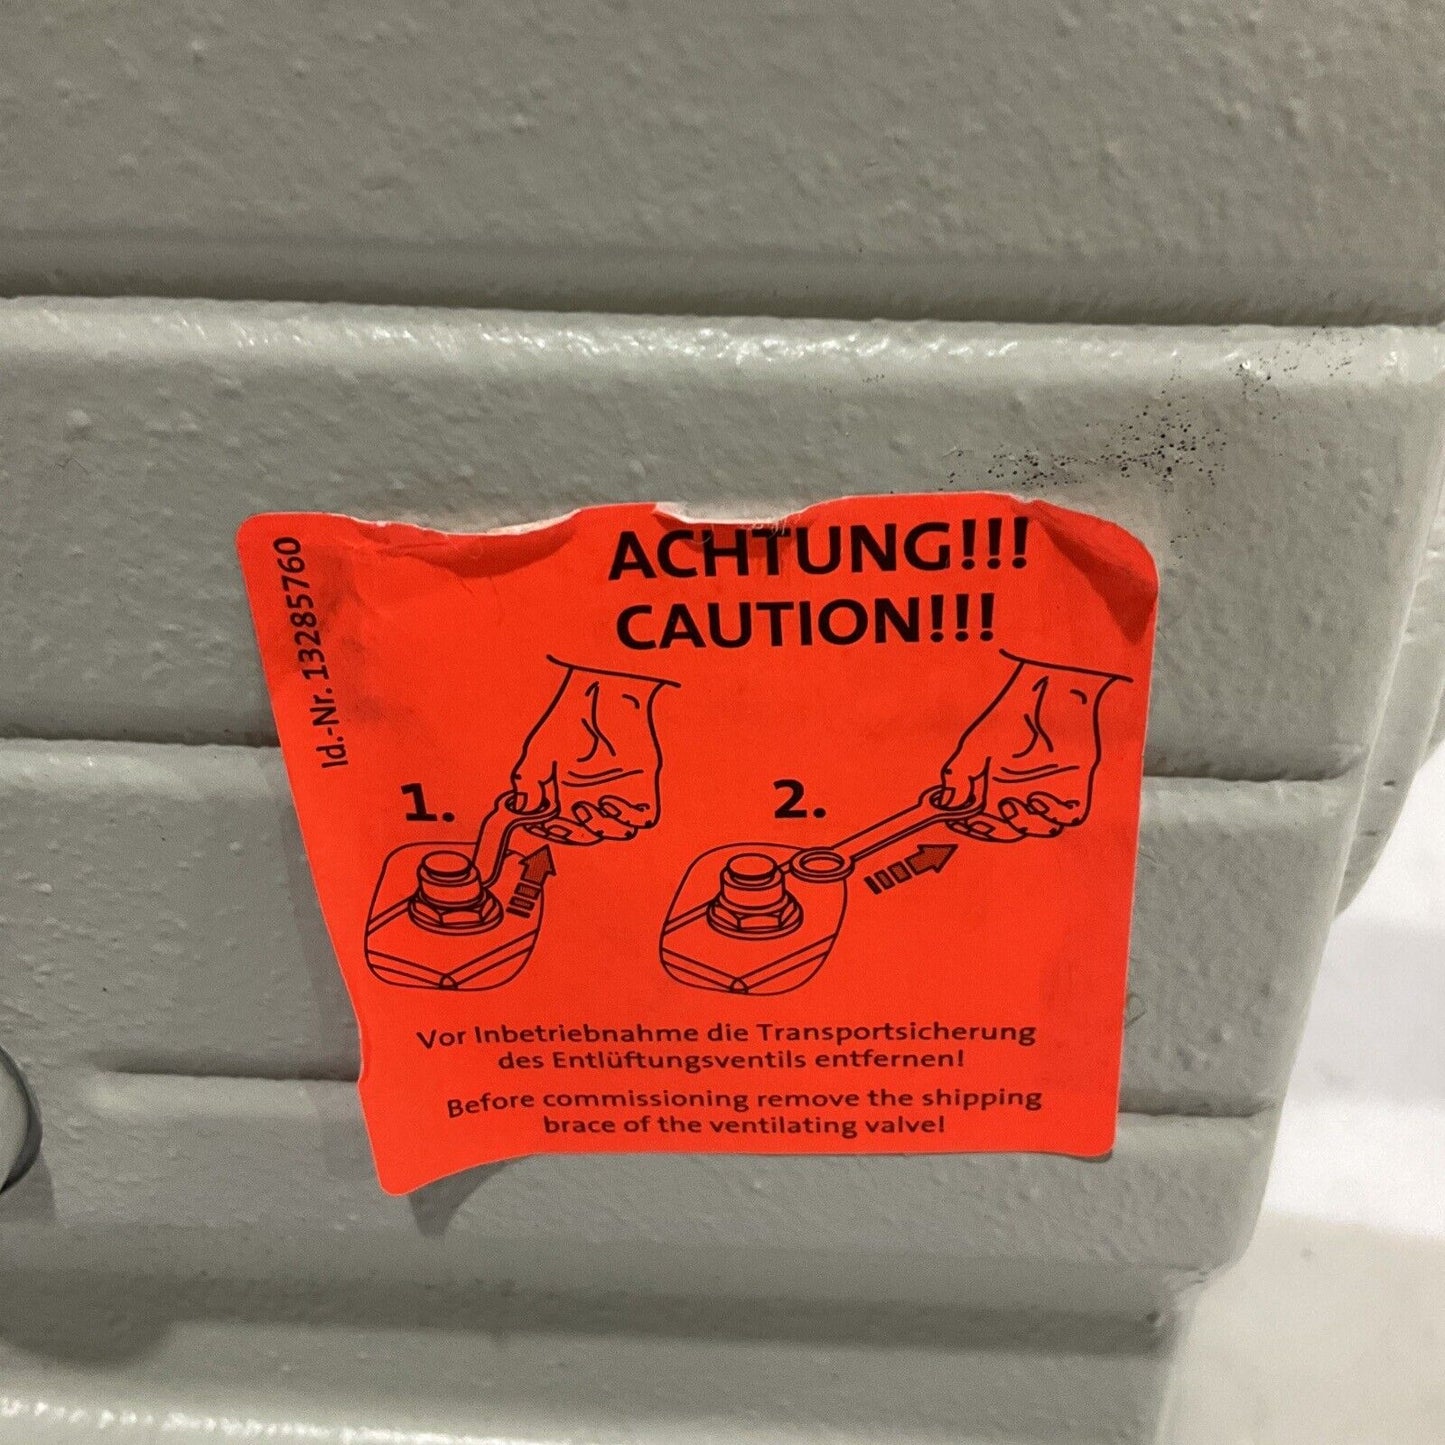 ACHTUNG!!!
CAUTION!!!
Id.-Nr. 13285760
1.
2.
Vor Inbetriebnahme die Transportsicherung
des Entlüftungsventils entfernen!
Before commissioning remove the shipping
brace of the ventilating valve!